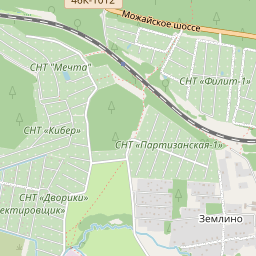 46К-1012
Можайское шоссе
СНТ "Мечта"
СНТ «Филит-1»
СНТ «Кибер»
СНТ «Партизанская-1»
СНТ «Дворики»
ектировщик»
Землино